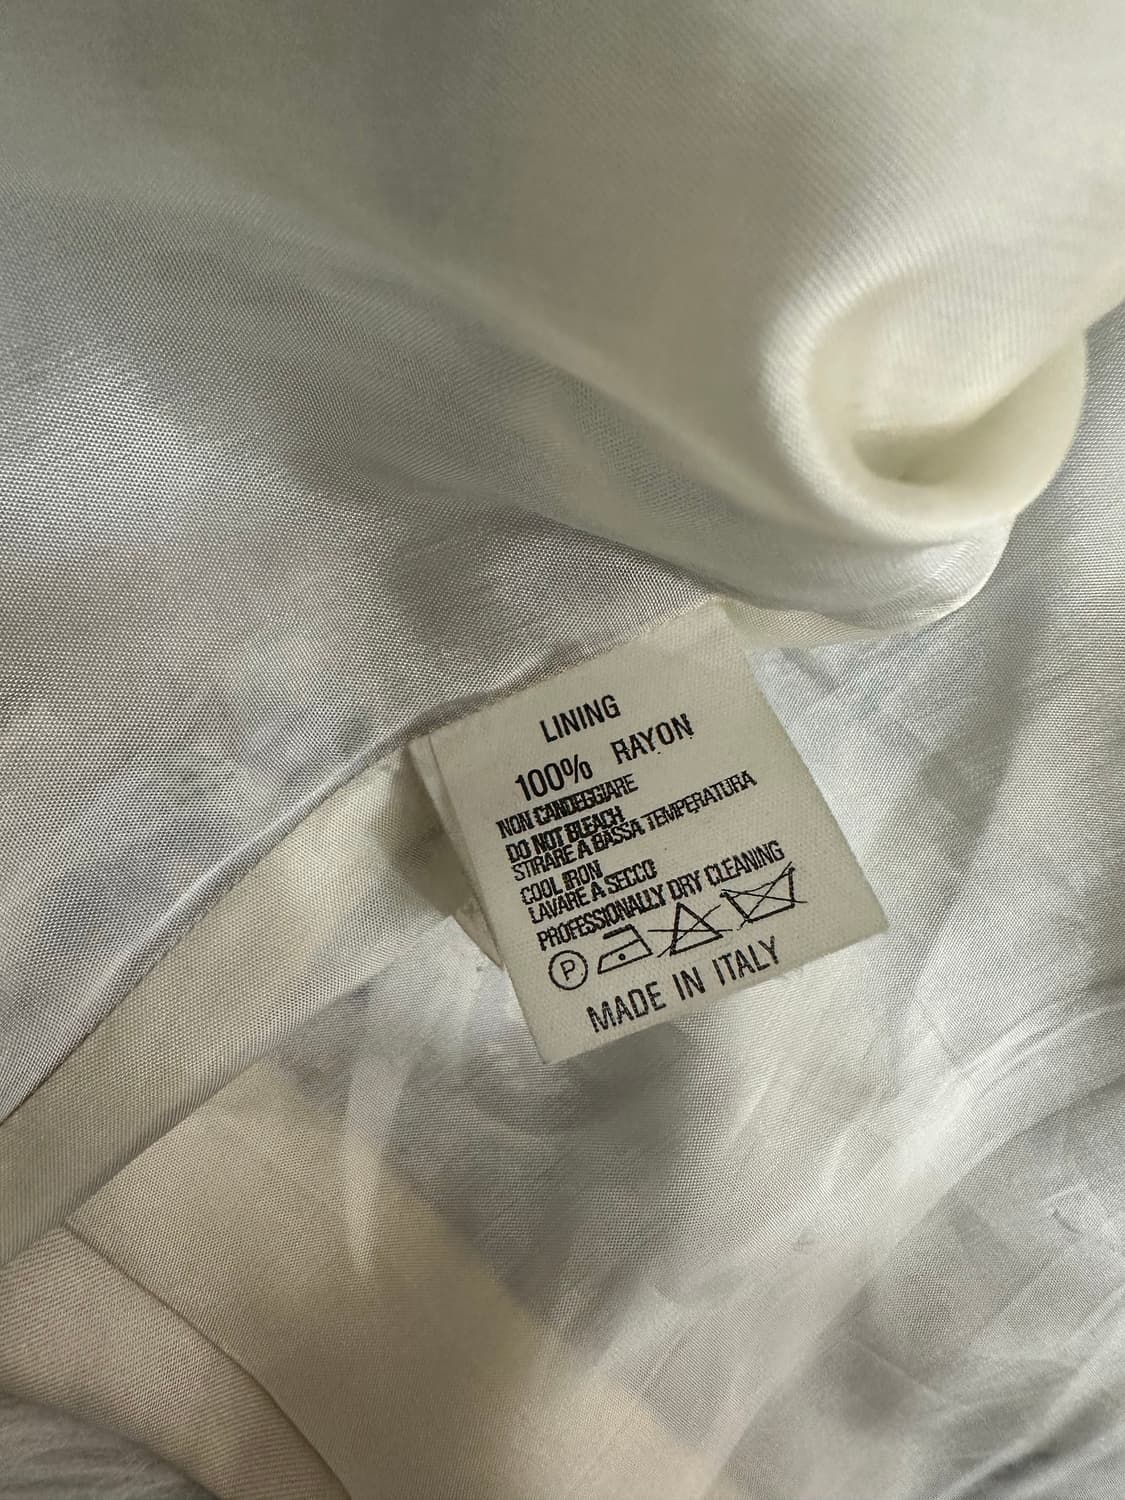 LINING
100% RAYON
NON CANDEGGIARE
DO NOT BLEACH
STIRARE A BASSA TEMPERATURA
COOL IRON
LAVARE A SECCO
PROFESSIONALLY DRY CLEANING
P
MADE IN ITALY